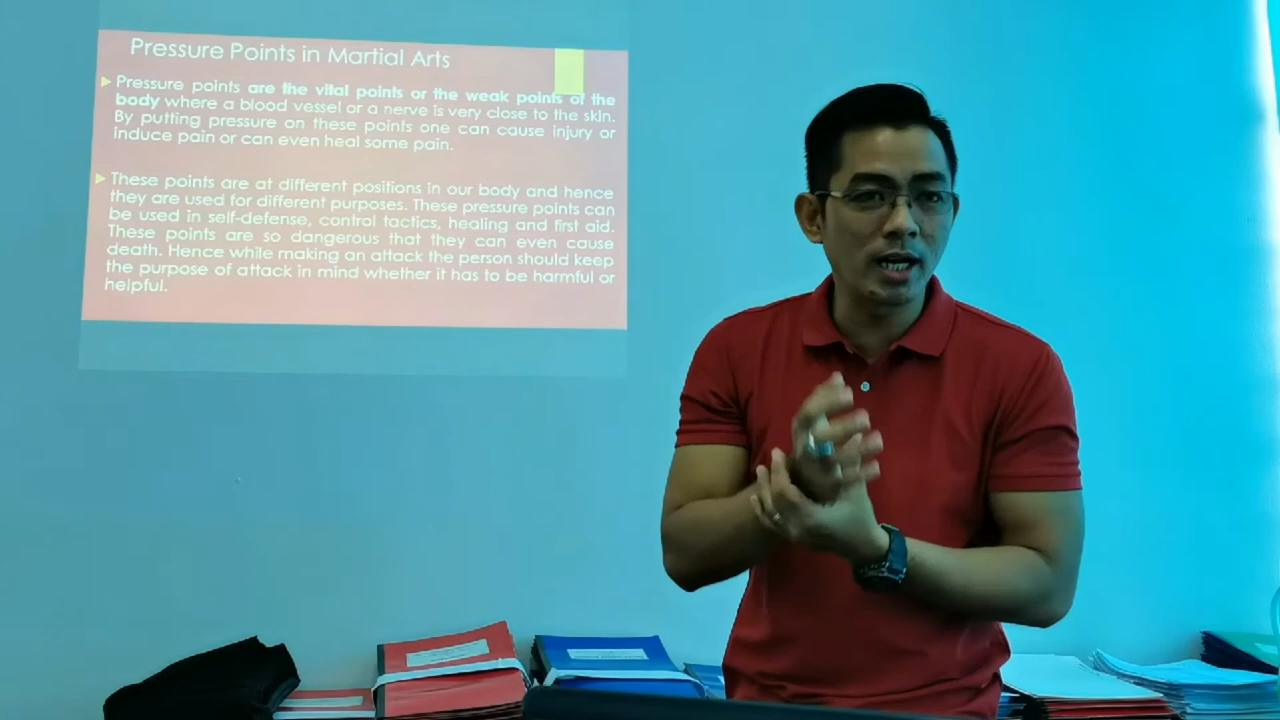 Pressure Points in Martial Arts
Pressure points are the vital points or the weak points of the
body where a blood vessel or a nerve is very close to the skin.
By putting pressure on these points one can cause injury or
induce pain or can even heal some pain.
These points are at different positions in our body and hence
they are used for different purposes. These pressure points can
be used in self-defense, control tactics, healing and first aid.
These points are so dangerous that they can even cause
death. Hence while making an attack the person should keep
the purpose of attack in mind whether it has to be harmful or
helpful.